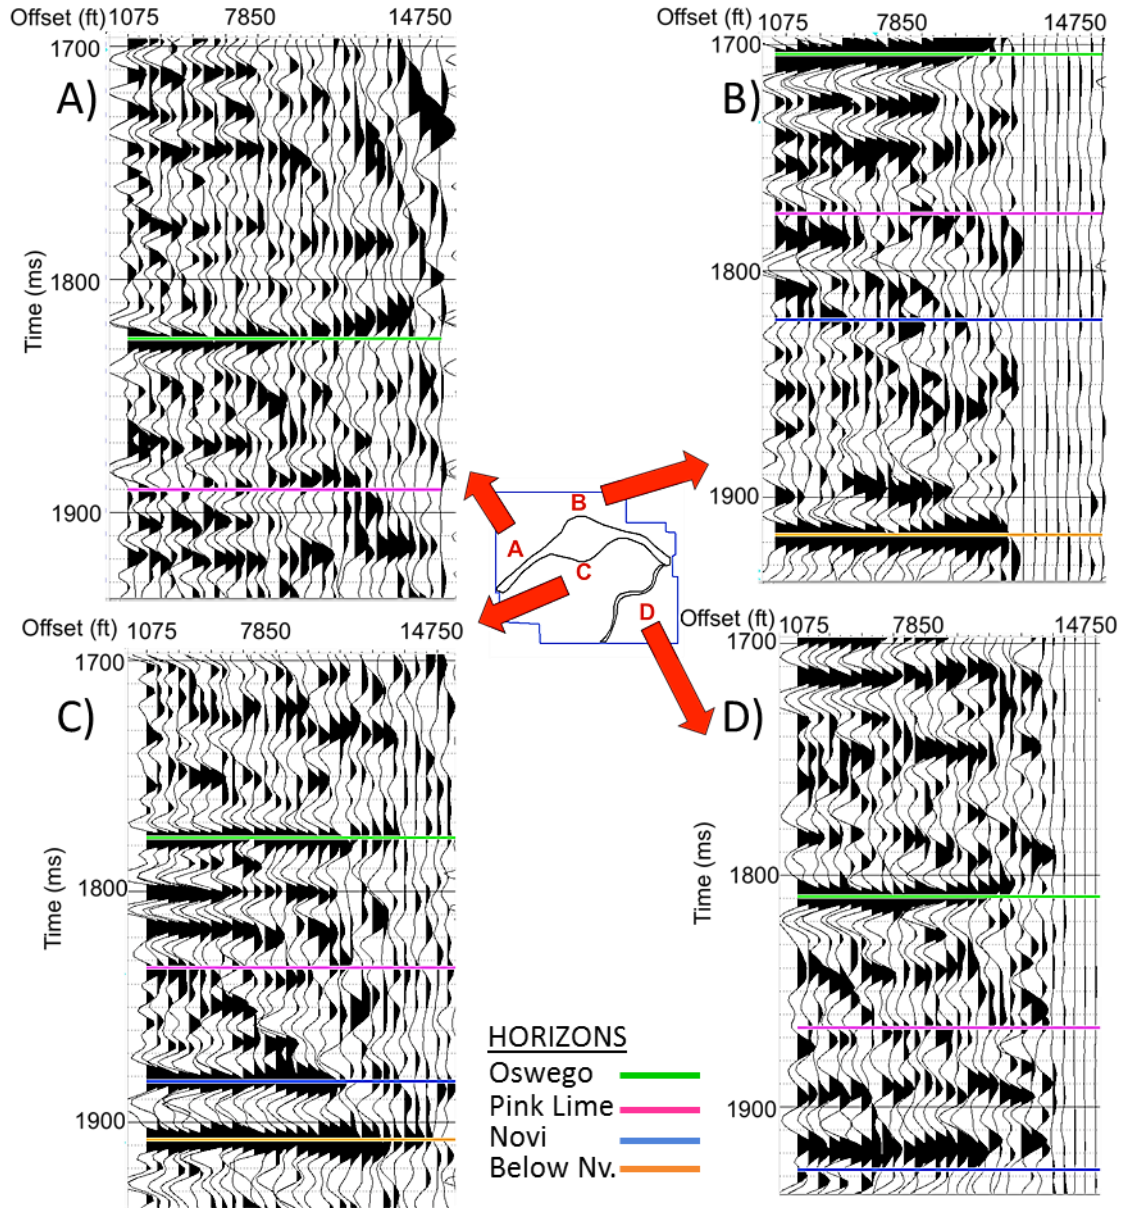 Offset (ft) 1075 7850 14750
1700
A)
1800
Time (ms)
1900
Offset (ft) 1075 7850 14750
1700
B)
1800
1900
A
B
C
D
Offset (ft) 1075 7850 14750
1700
C)
1800
Time (ms)
1900
Offset (ft) 1075 7850 14750
1700
D)
1800
Time (ms)
1900
HORIZONS
Oswego
Pink Lime
Novi
Below Nv.